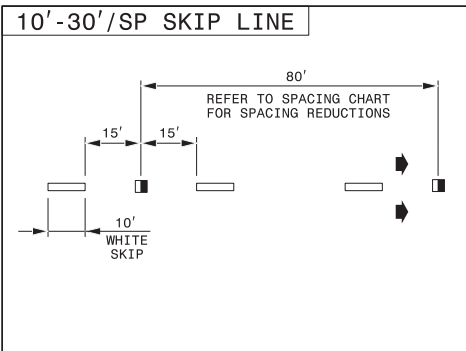 10'-30'/SP SKIP LINE
80'
REFER TO SPACING CHART
FOR SPACING REDUCTIONS
15' 15'
10'
WHITE
SKIP